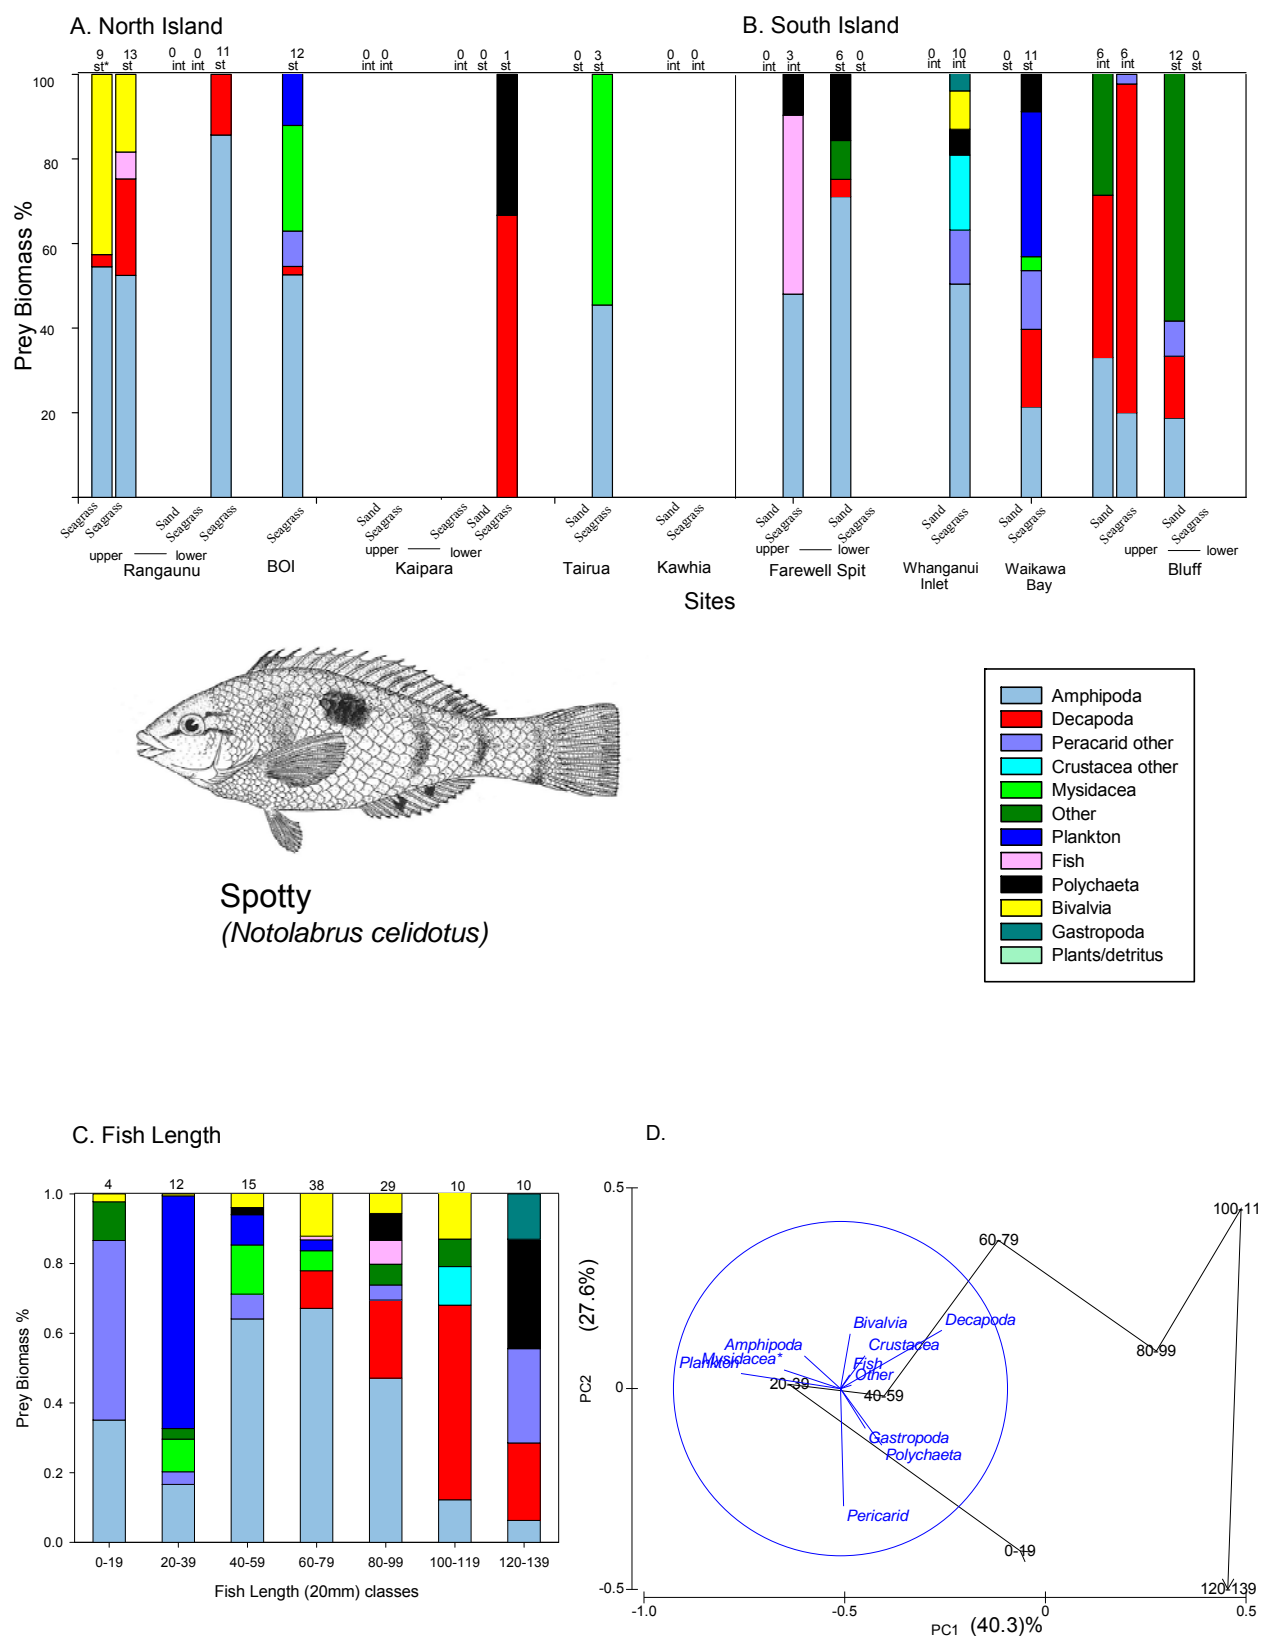 A. North Island
B. South Island
9 13 0 0 11 12 0 0 0 0 1 0 3 0 0 0 3 6 0 0 10 0 11 6 6 12 0
st* st int int st st int int int st st st st int int int int st st int int st st int int st st
100
80
60
40
20
Prey Biomass %
Seagrass Seagrass Sand Seagrass Seagrass Seagrass Sand Seagrass Seagrass Sand Seagrass Sand Seagrass Sand Seagrass Sand Seagrass Sand Seagrass Sand Seagrass Sand Seagrass Sand Seagrass Sand Seagrass
upper lower upper lower upper lower upper lower
Rangaunu BOI Kaipara Tairua Kawhia Farewell Spit Whanganui Inlet Waikawa Bay Bluff
Sites
Amphipoda
Decapoda
Peracarid other
Crustacea other
Mysidacea
Other
Plankton
Fish
Polychaeta
Bivalvia
Gastropoda
Plants/detritus
Spotty
(Notolabrus celidotus)
C. Fish Length
4 12 15 38 29 10 10
1.0
0.8
0.6
0.4
0.2
0.0
Prey Biomass %
0-19 20-39 40-59 60-79 80-99 100-119 120-139
Fish Length (20mm) classes
D.
0.5
0
-0.5
PC2 (27.6%)
100-11
60-79
80-99
Bivalvia
Decapoda
Amphipoda
Crustacea
Mysidacea*
Plankton
Fish
Other
20-39
40-59
Gastropoda
Polychaeta
Pericarid
0-19
120-139
-1.0 -0.5 0 0.5
PC1 (40.3)%